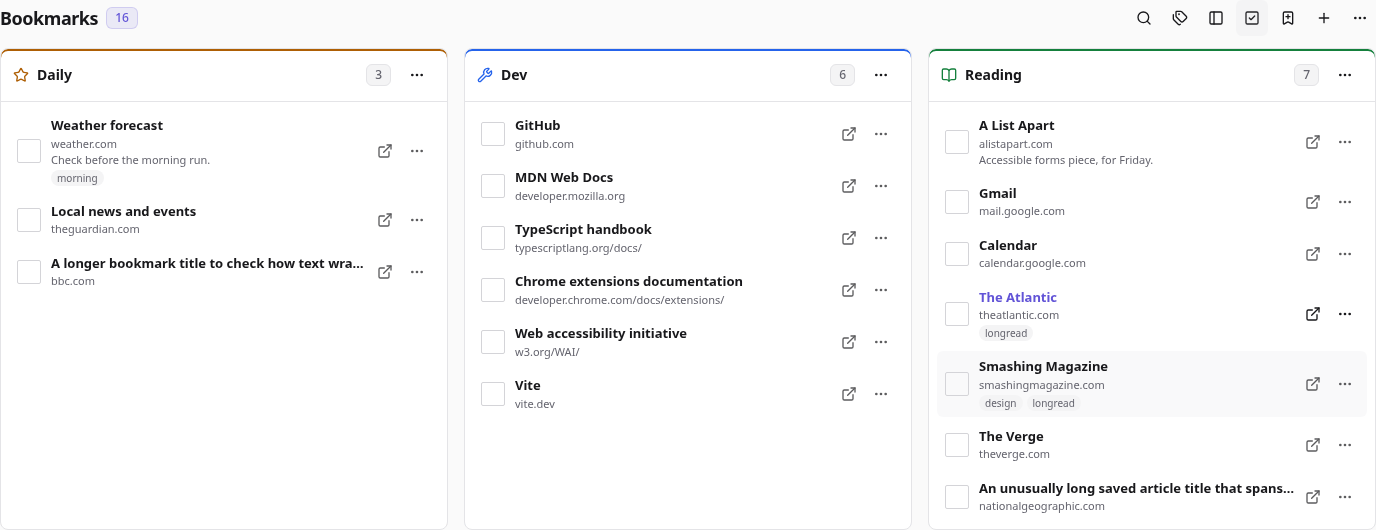 Bookmarks 16
Daily 3
Weather forecast
weather.com
Check before the morning run.
morning
Local news and events
theguardian.com
A longer bookmark title to check how text wra...
bbc.com
Dev 6
GitHub
github.com
MDN Web Docs
developer.mozilla.org
TypeScript handbook
typescriptlang.org/docs/
Chrome extensions documentation
developer.chrome.com/docs/extensions/
Web accessibility initiative
w3.org/WAI/
Vite
vite.dev
Reading 7
A List Apart
alistapart.com
Accessible forms piece, for Friday.
Gmail
mail.google.com
Calendar
calendar.google.com
The Atlantic
theatlantic.com
longread
Smashing Magazine
smashingmagazine.com
design longread
The Verge
theverge.com
An unusually long saved article title that spans...
nationalgeographic.com